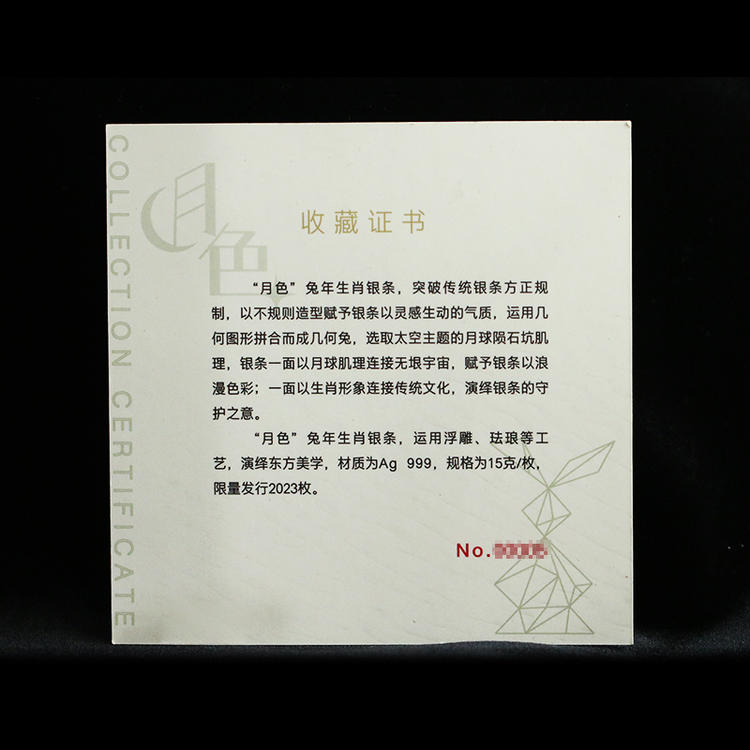 COLLECTION CERTIFICATE
月色
收藏证书
“月色”兔年生肖银条，突破传统银条方正规
制，以不规则造型赋予银条以灵感生动的气质，运用几
何图形拼合而成几何兔，选取太空主题的月球陨石坑肌
理，银条一面以月球肌理连接无垠宇宙，赋予银条以浪
漫色彩；一面以生肖形象连接传统文化，演绎银条的守
护之意。
“月色”兔年生肖银条，运用浮雕、珐琅等工
艺，演绎东方美学，材质为Ag 999，规格为15克/枚，
限量发行2023枚。
No.